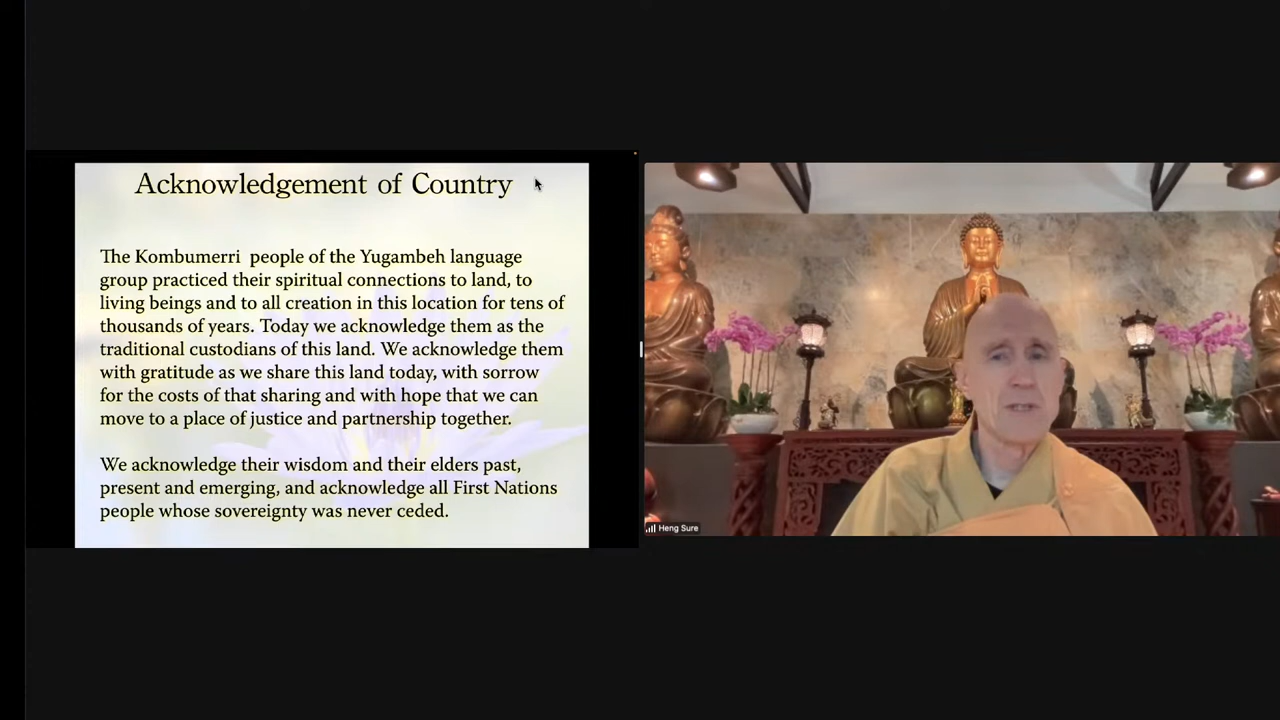 Acknowledgement of Country
The Kombumerri people of the Yugambeh language
group practiced their spiritual connections to land, to
living beings and to all creation in this location for tens of
thousands of years. Today we acknowledge them as the
traditional custodians of this land. We acknowledge them
with gratitude as we share this land today, with sorrow
for the costs of that sharing and with hope that we can
move to a place of justice and partnership together.
We acknowledge their wisdom and their elders past,
present and emerging, and acknowledge all First Nations
people whose sovereignty was never ceded.
Heng Sure